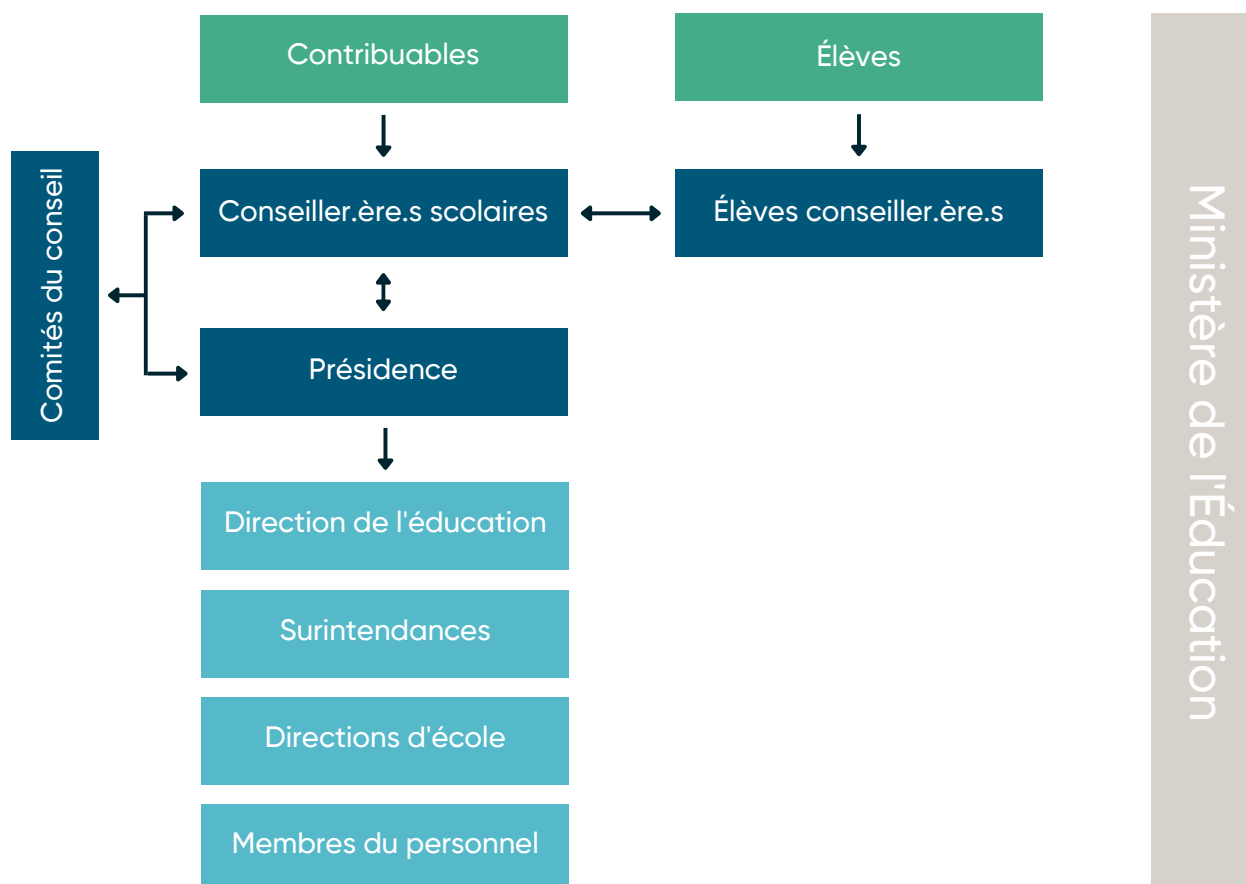 Contribuables
Élèves
Conseiller.ère.s scolaires
Élèves conseiller.ère.s
Comités du conseil
Présidence
Direction de l'éducation
Surintendances
Directions d'école
Membres du personnel
Ministère de l'Éducation